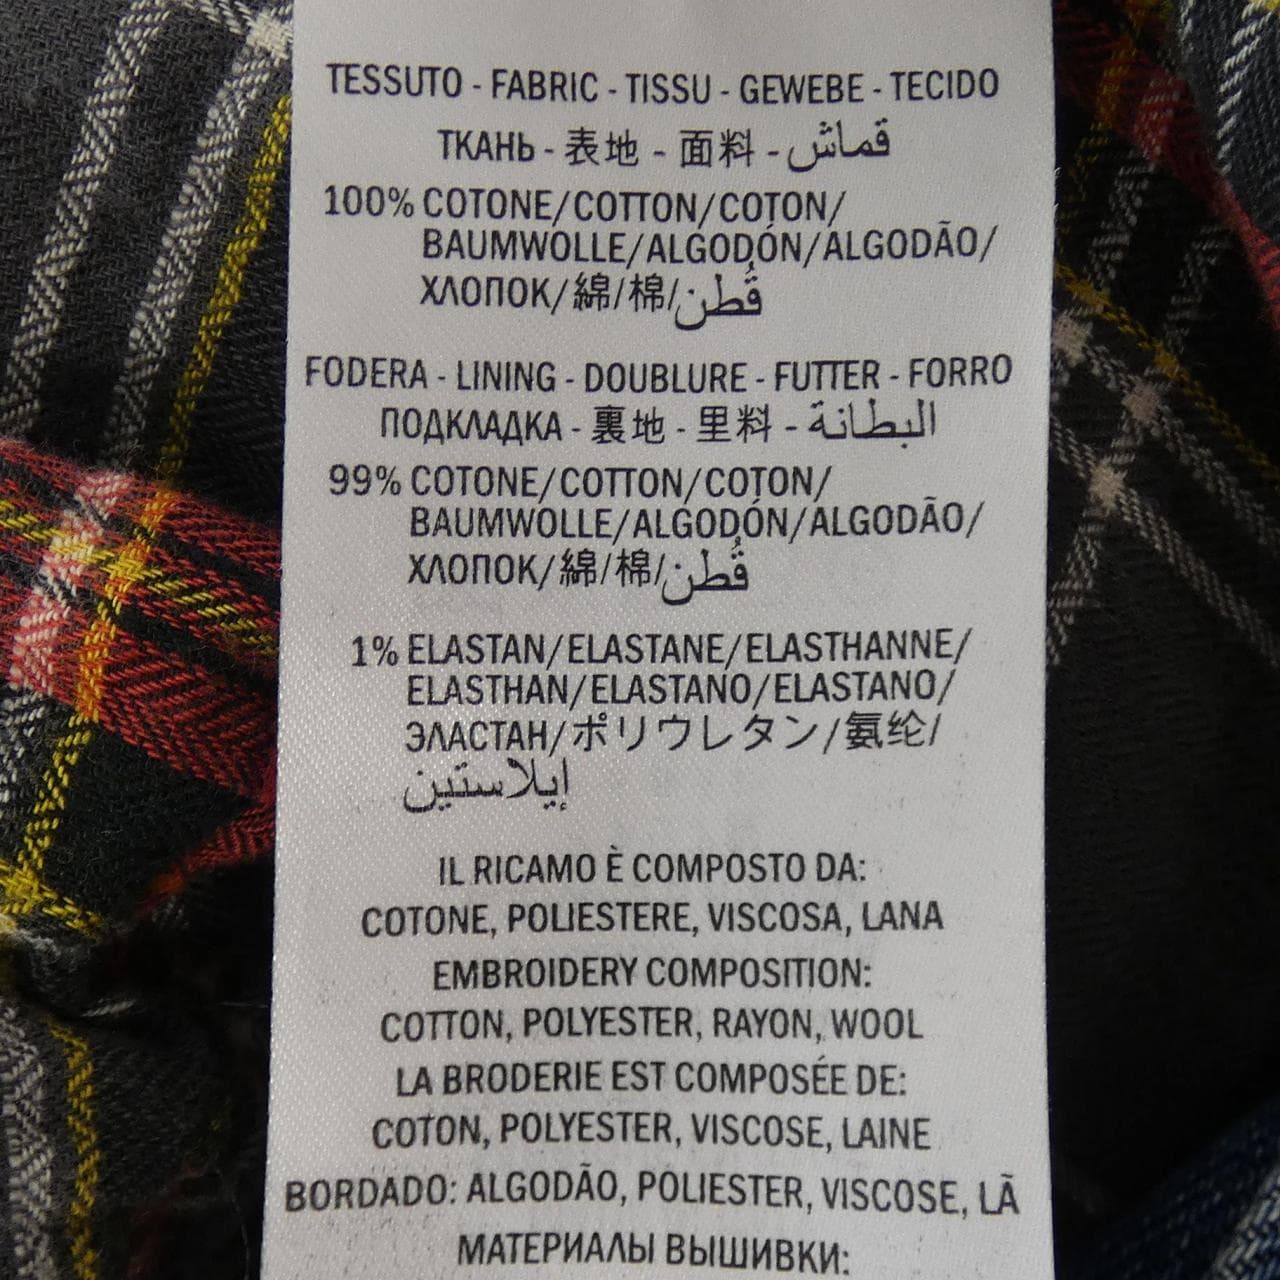 TESSUTO - FABRIC - TISSU - GEWEBE - TECIDO
ТКАНЬ - 表地 - 面料 - قماش
100% COTONE/COTTON/COTON/
BAUMWOLLE/ALGODÓN/ALGODÃO/
ХЛОПОК/綿/棉/قُطن
FODERA - LINING - DOUBLURE - FUTTER - FORRO
ПОДКЛАДКА - 裏地 - 里料 - البطانة
99% COTONE/COTTON/COTON/
BAUMWOLLE/ALGODÓN/ALGODÃO/
ХЛОПОК/綿/棉/قُطن
1% ELASTAN/ELASTANE/ELASTHANNE/
ELASTHAN/ELASTANO/ELASTANO/
ЭЛАСТАН/ポリウレタン/氨纶/
إيلاستين
IL RICAMO È COMPOSTO DA:
COTONE, POLIESTERE, VISCOSA, LANA
EMBROIDERY COMPOSITION:
COTTON, POLYESTER, RAYON, WOOL
LA BRODERIE EST COMPOSÉE DE:
COTON, POLYESTER, VISCOSE, LAINE
BORDADO: ALGODÃO, POLIESTER, VISCOSE, LÃ
МАТЕРИАЛЫ ВЫШИВКИ: